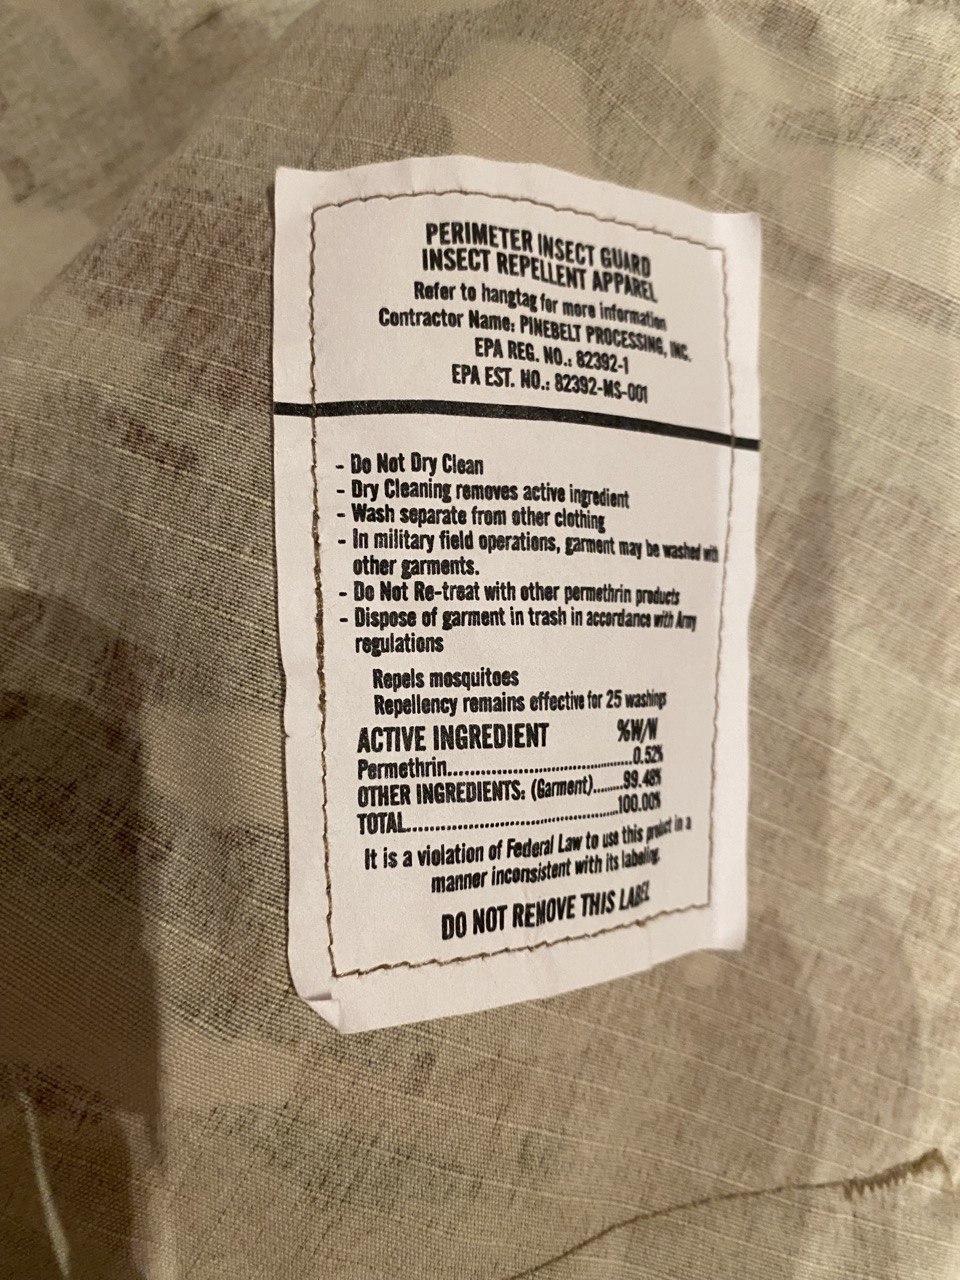 PERIMETER INSECT GUARD
INSECT REPELLENT APPAREL
Refer to hangtag for more information
Contractor Name: PINEBELT PROCESSING, INC.
EPA REG. NO.: 82392-1
EPA EST. NO.: 82392-MS-001
- Do Not Dry Clean
- Dry Cleaning removes active ingredient
- Wash separate from other clothing
- In military field operations, garment may be washed with
other garments.
- Do Not Re-treat with other permethrin products
- Dispose of garment in trash in accordance with Army
regulations
Repels mosquitoes
Repellency remains effective for 25 washings
ACTIVE INGREDIENT %W/W
Permethrin..............................0.52%
OTHER INGREDIENTS: (Garment).......99.48%
TOTAL...................................100.00%
It is a violation of Federal Law to use this product in a
manner inconsistent with its labeling.
DO NOT REMOVE THIS LABEL